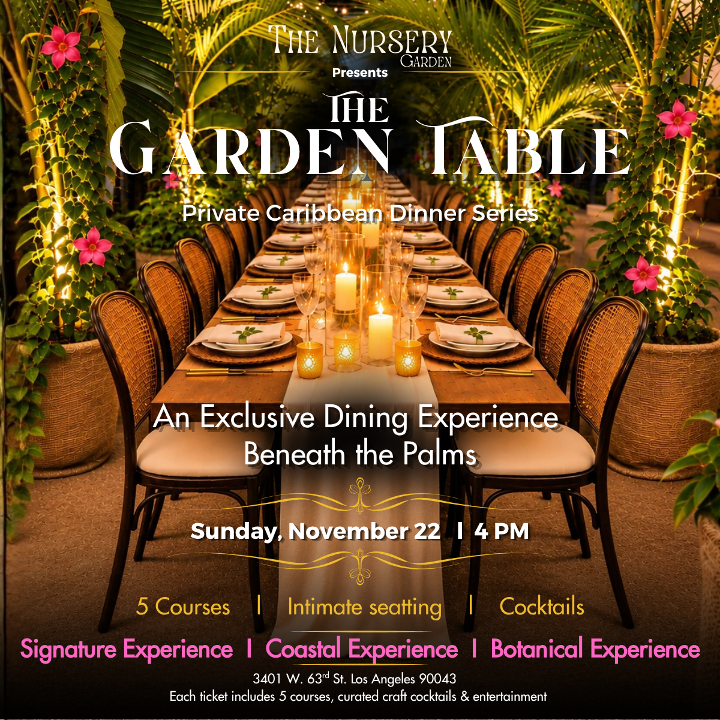 The Nursery
Garden
Presents
The
Garden Table
Private Caribbean Dinner Series
An Exclusive Dining Experience
Beneath the Palms
Sunday, November 22 | 4 PM
5 Courses | Intimate seatting | Cocktails
Signature Experience | Coastal Experience | Botanical Experience
3401 W. 63rd St. Los Angeles 90043
Each ticket includes 5 courses, curated craft cocktails & entertainment